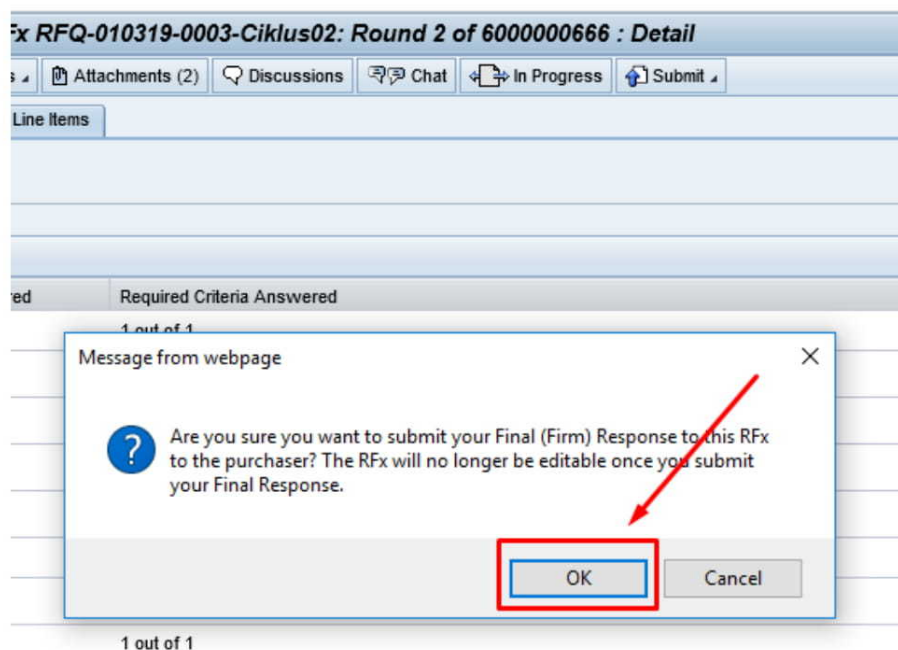 Fx RFQ-010319-0003-Ciklus02: Round 2 of 6000000666 : Detail
s Attachments (2) Discussions Chat In Progress Submit
Line Items
red Required Criteria Answered
1 out of 1
Message from webpage
Are you sure you want to submit your Final (Firm) Response to this RFx
to the purchaser? The RFx will no longer be editable once you submit
your Final Response.
OK Cancel
1 out of 1